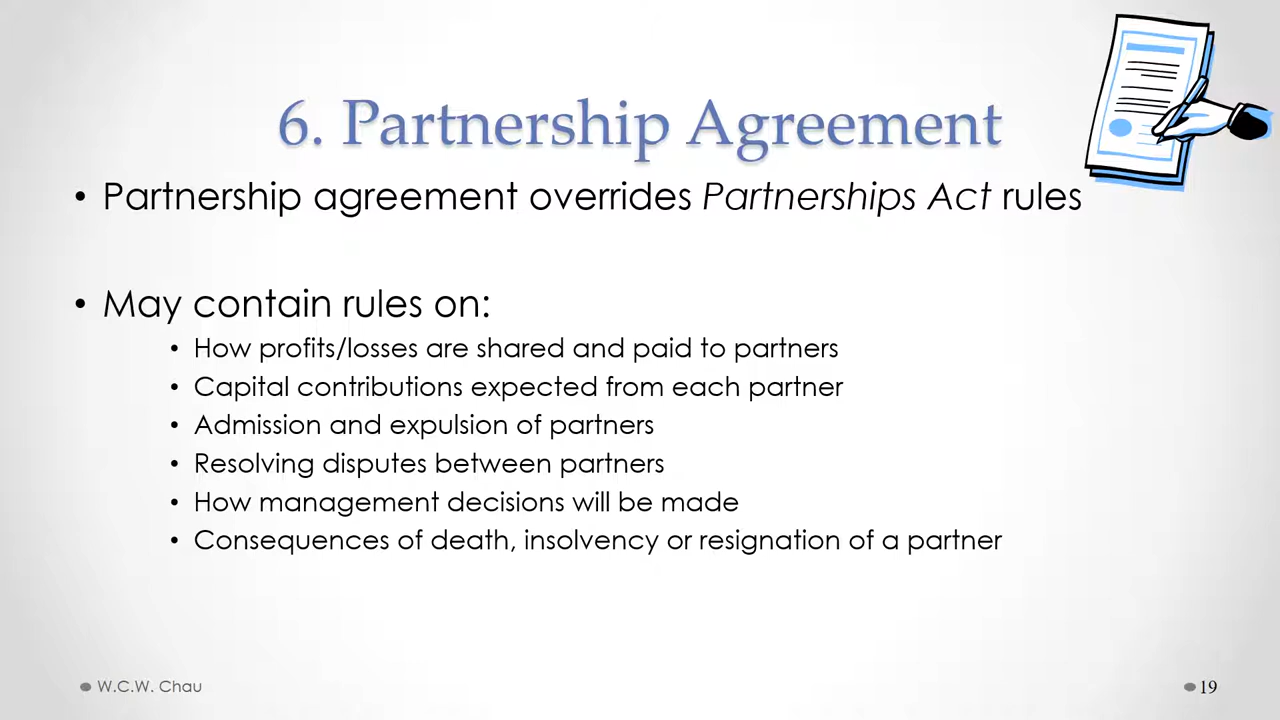 6. Partnership Agreement
• Partnership agreement overrides Partnerships Act rules
• May contain rules on:
• How profits/losses are shared and paid to partners
• Capital contributions expected from each partner
• Admission and expulsion of partners
• Resolving disputes between partners
• How management decisions will be made
• Consequences of death, insolvency or resignation of a partner
W.C.W. Chau
19